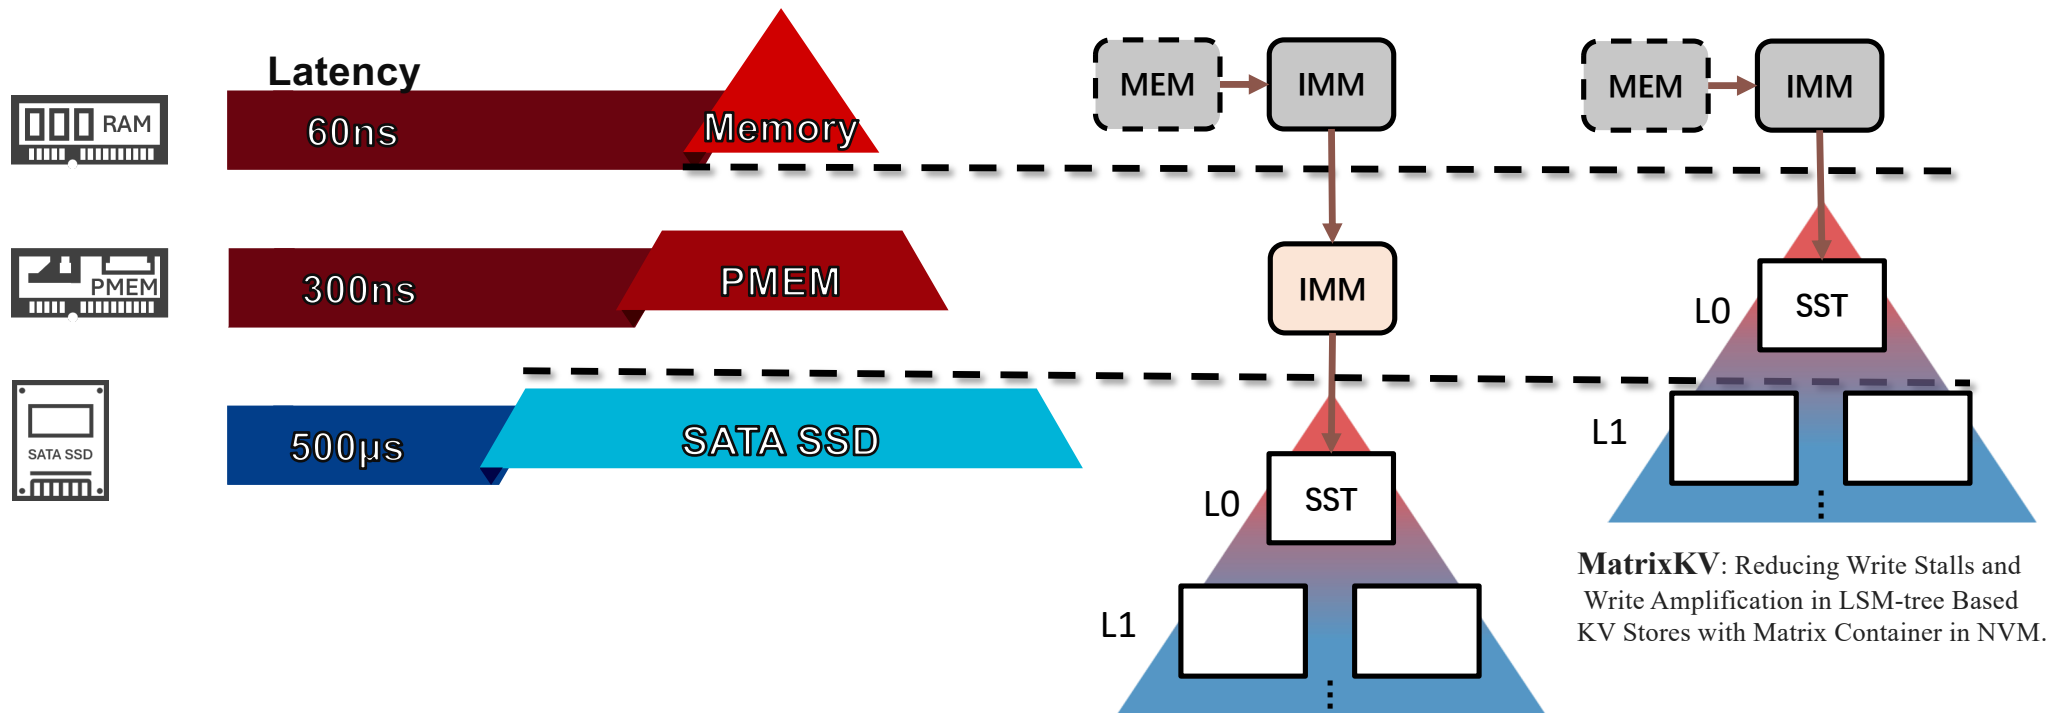 Latency
RAM
60ns
Memory
MEM
IMM
MEM
IMM
PMEM
300ns
PMEM
IMM
L0
SST
SATA SSD
500μs
SATA SSD
L0
SST
L1
L1
MatrixKV: Reducing Write Stalls and
Write Amplification in LSM-tree Based
KV Stores with Matrix Container in NVM.